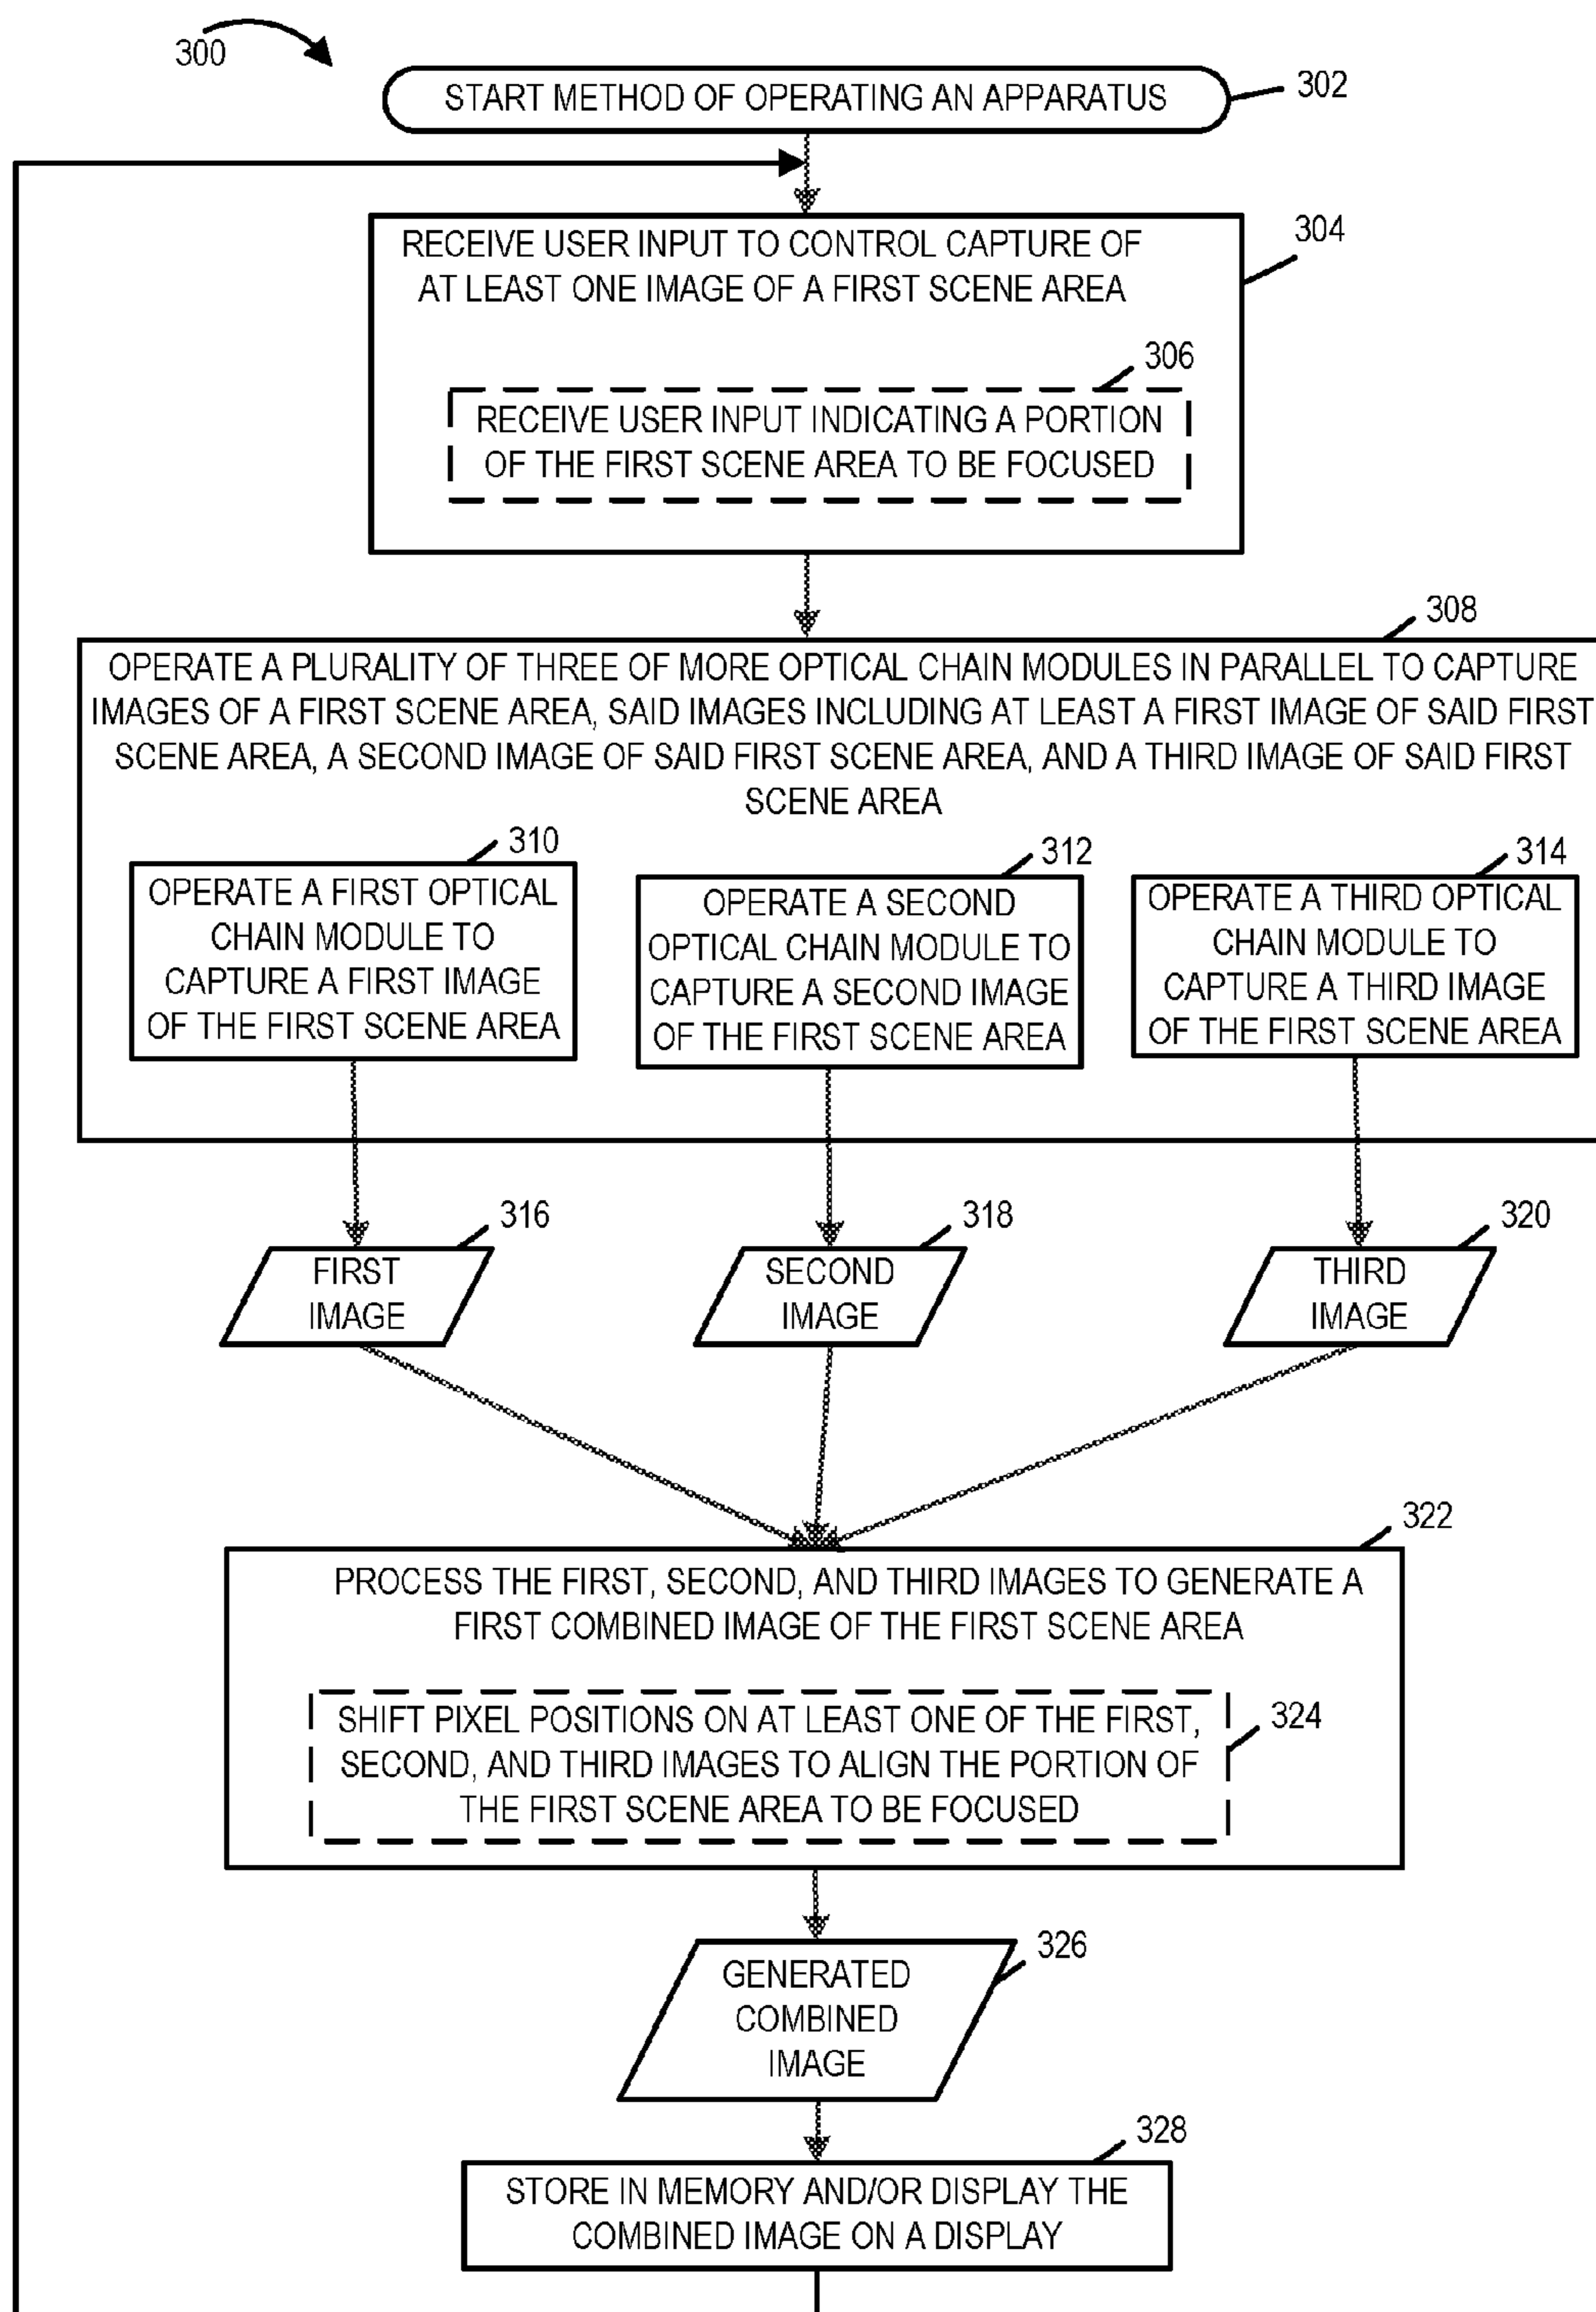 300
START METHOD OF OPERATING AN APPARATUS
302
304
RECEIVE USER INPUT TO CONTROL CAPTURE OF
AT LEAST ONE IMAGE OF A FIRST SCENE AREA
306
RECEIVE USER INPUT INDICATING A PORTION
OF THE FIRST SCENE AREA TO BE FOCUSED
308
OPERATE A PLURALITY OF THREE OF MORE OPTICAL CHAIN MODULES IN PARALLEL TO CAPTURE
IMAGES OF A FIRST SCENE AREA, SAID IMAGES INCLUDING AT LEAST A FIRST IMAGE OF SAID FIRST
SCENE AREA, A SECOND IMAGE OF SAID FIRST SCENE AREA, AND A THIRD IMAGE OF SAID FIRST
SCENE AREA
310
OPERATE A FIRST OPTICAL
CHAIN MODULE TO
CAPTURE A FIRST IMAGE
OF THE FIRST SCENE AREA
312
OPERATE A SECOND
OPTICAL CHAIN MODULE TO
CAPTURE A SECOND IMAGE
OF THE FIRST SCENE AREA
314
OPERATE A THIRD OPTICAL
CHAIN MODULE TO
CAPTURE A THIRD IMAGE
OF THE FIRST SCENE AREA
316
FIRST
IMAGE
318
SECOND
IMAGE
320
THIRD
IMAGE
322
PROCESS THE FIRST, SECOND, AND THIRD IMAGES TO GENERATE A
FIRST COMBINED IMAGE OF THE FIRST SCENE AREA
SHIFT PIXEL POSITIONS ON AT LEAST ONE OF THE FIRST,
SECOND, AND THIRD IMAGES TO ALIGN THE PORTION OF
THE FIRST SCENE AREA TO BE FOCUSED
324
326
GENERATED
COMBINED
IMAGE
328
STORE IN MEMORY AND/OR DISPLAY THE
COMBINED IMAGE ON A DISPLAY